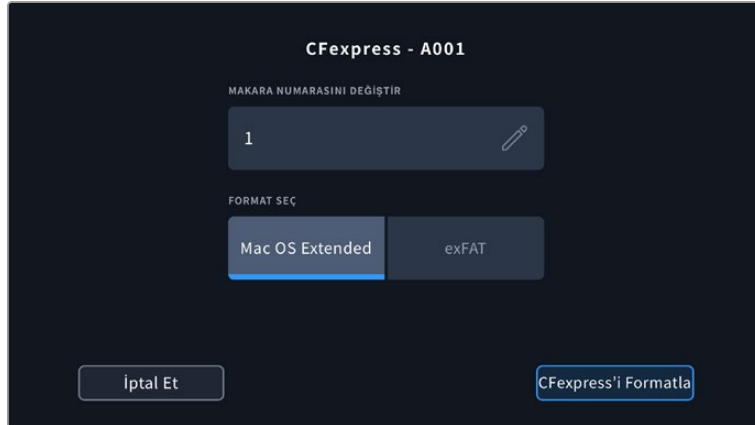 CFexpress - A001
MAKARA NUMARASINI DEĞİŞTİR
1
FORMAT SEÇ
Mac OS Extended
exFAT
İptal Et
CFexpress’i Formatla